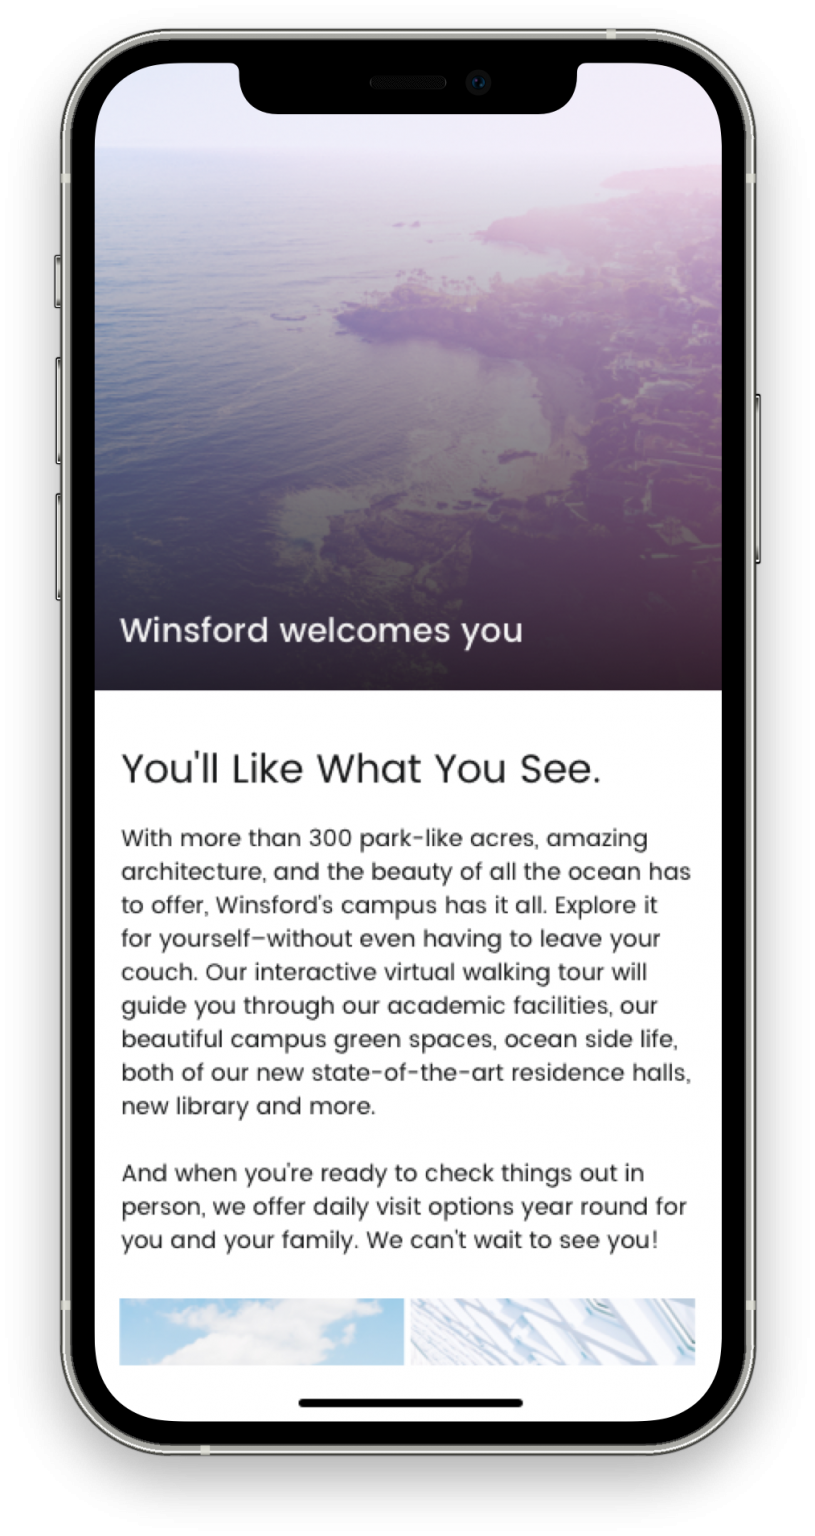 Winsford welcomes you
You'll Like What You See.
With more than 300 park-like acres, amazing
architecture, and the beauty of all the ocean has
to offer, Winsford's campus has it all. Explore it
for yourself–without even having to leave your
couch. Our interactive virtual walking tour will
guide you through our academic facilities, our
beautiful campus green spaces, ocean side life,
both of our new state-of-the-art residence halls,
new library and more.
And when you're ready to check things out in
person, we offer daily visit options year round for
you and your family. We can't wait to see you!